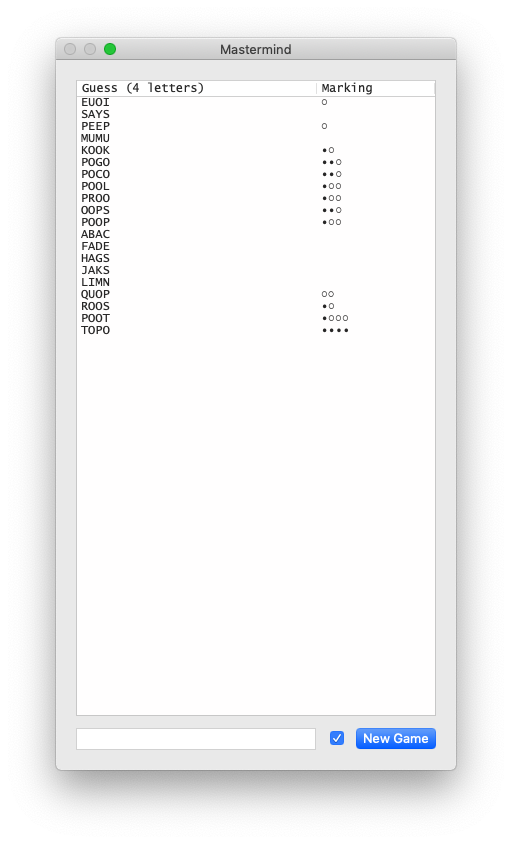 Mastermind
Guess (4 letters) Marking
EUOI ○
SAYS
PEEP ○
MUMU
KOOK •○
POGO ••○
POCO ••○
POOL •○○
PROO •○○
OOPS ••○
POOP •○○
ABAC
FADE
HAGS
JAKS
LIMN
QUOP ○○
ROOS •○
POOT •○○○
TOPO ••••
New Game